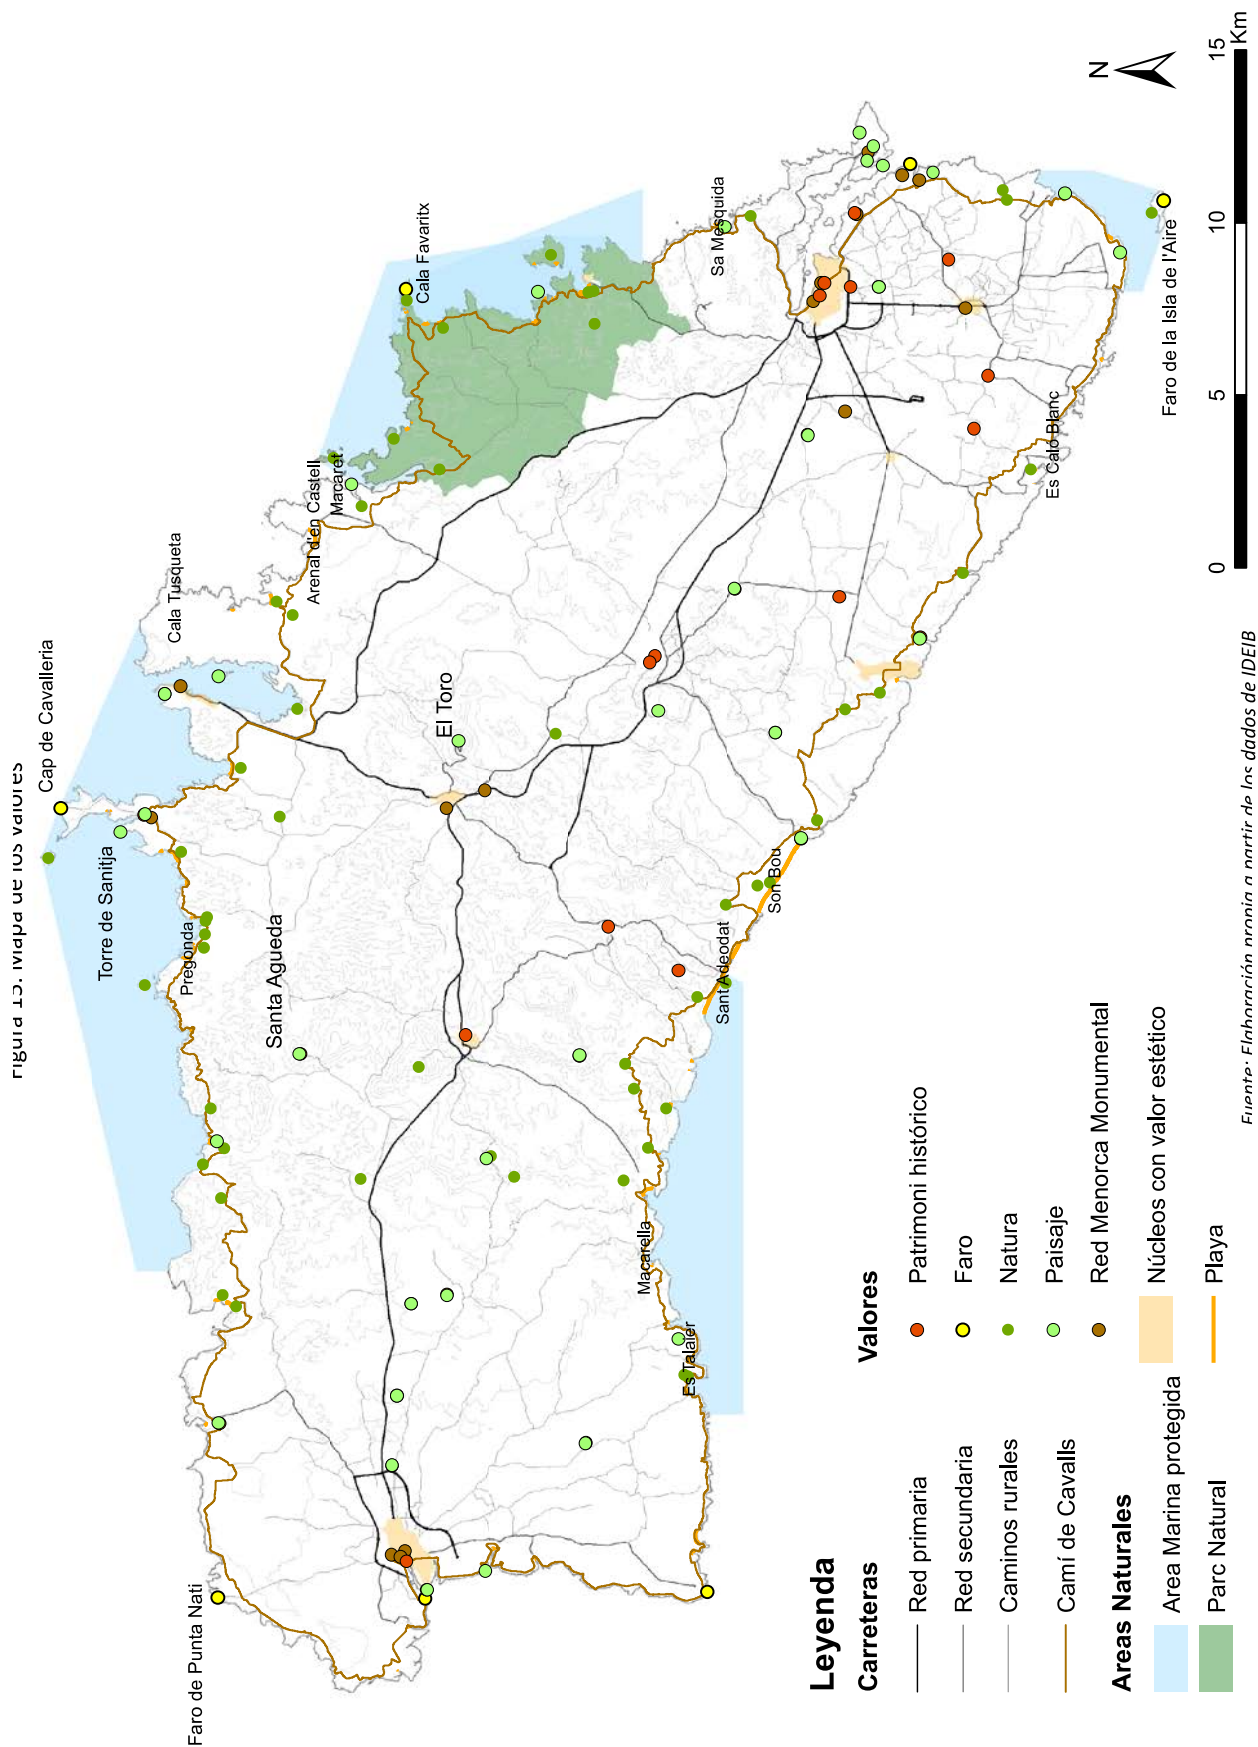 Figura 15. Mapa de los valores
Cap de Cavalleria
Cala Tusqueta
Torre de Sanitja
Pregonda
Arenal d'en Castell
Macaret
Cala Favaritx
Faro de Punta Nati
Santa Agueda
El Toro
Sa Mesquida
Macarella
Es Talaier
Sant Adeodat
Son Bou
Es Caló Blanc
Faro de la Isla de l'Aire
N
Leyenda
Carreteras
Red primaria
Red secundaria
Caminos rurales
Camí de Cavalls
Areas Naturales
Area Marina protegida
Parc Natural
Valores
Patrimoni histórico
Faro
Natura
Paisaje
Red Menorca Monumental
Núcleos con valor estético
Playa
0 5 10 15
Km
Fuente: Elaboración propia a partir de los dados de IDEIB